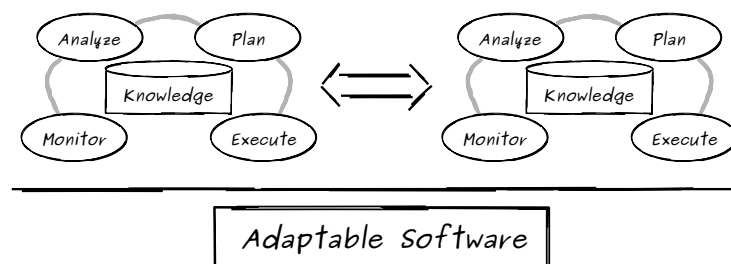 Analyze Plan Analyze Plan
Knowledge Knowledge
Monitor Execute Monitor Execute
Adaptable Software